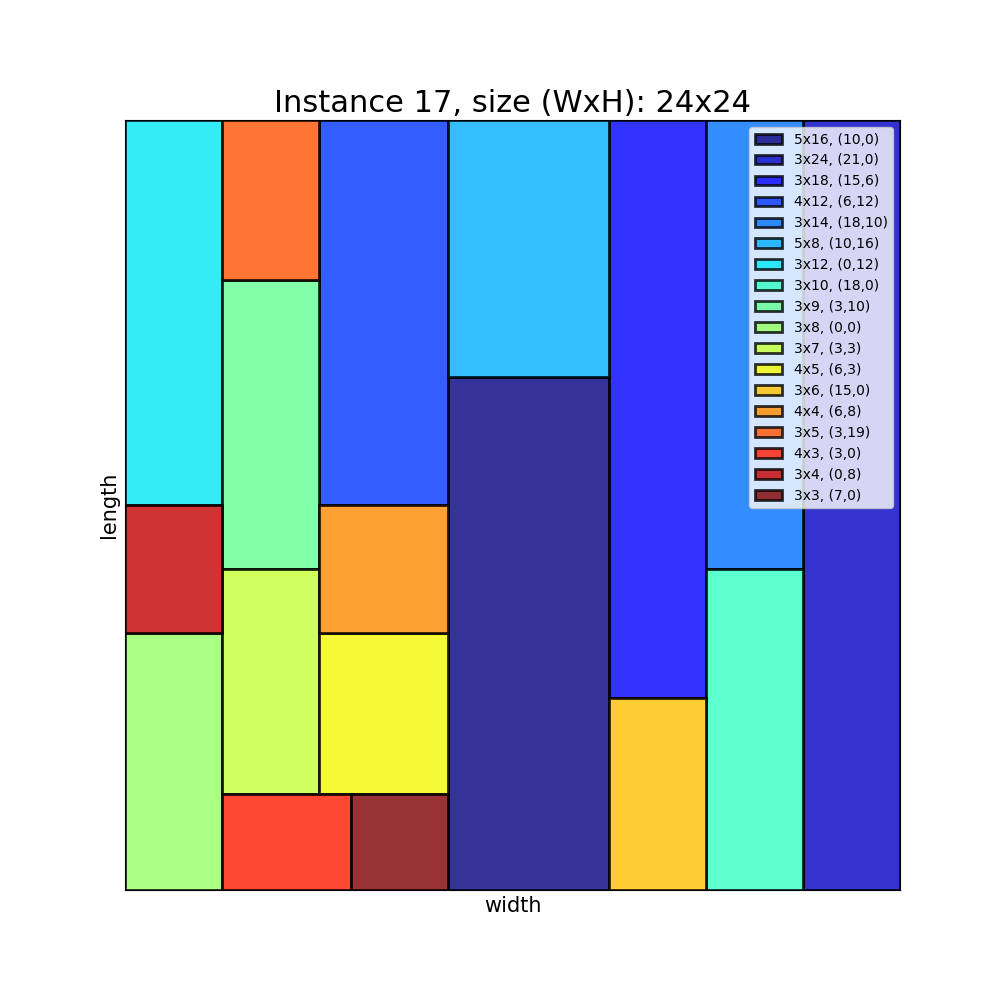 Instance 17, size (WxH): 24x24
5x16, (10,0)
3x24, (21,0)
3x18, (15,6)
4x12, (6,12)
3x14, (18,10)
5x8, (10,16)
3x12, (0,12)
3x10, (18,0)
3x9, (3,10)
3x8, (0,0)
3x7, (3,3)
4x5, (6,3)
3x6, (15,0)
4x4, (6,8)
3x5, (3,19)
4x3, (3,0)
3x4, (0,8)
3x3, (7,0)
length
width